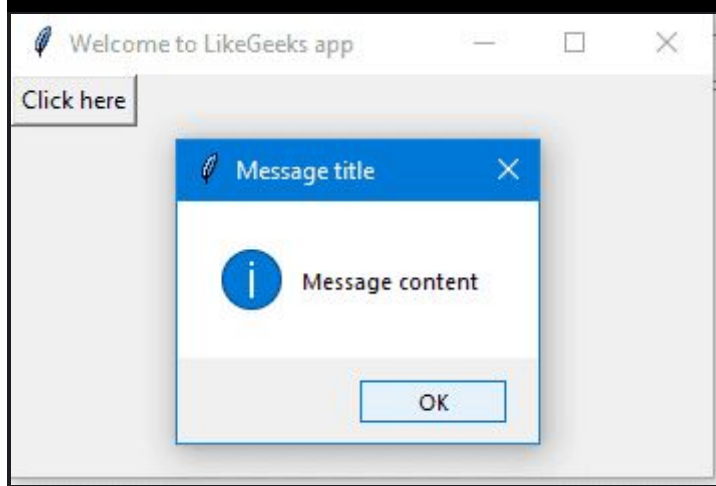 Welcome to LikeGeeks app
Click here
Message title
Message content
OK